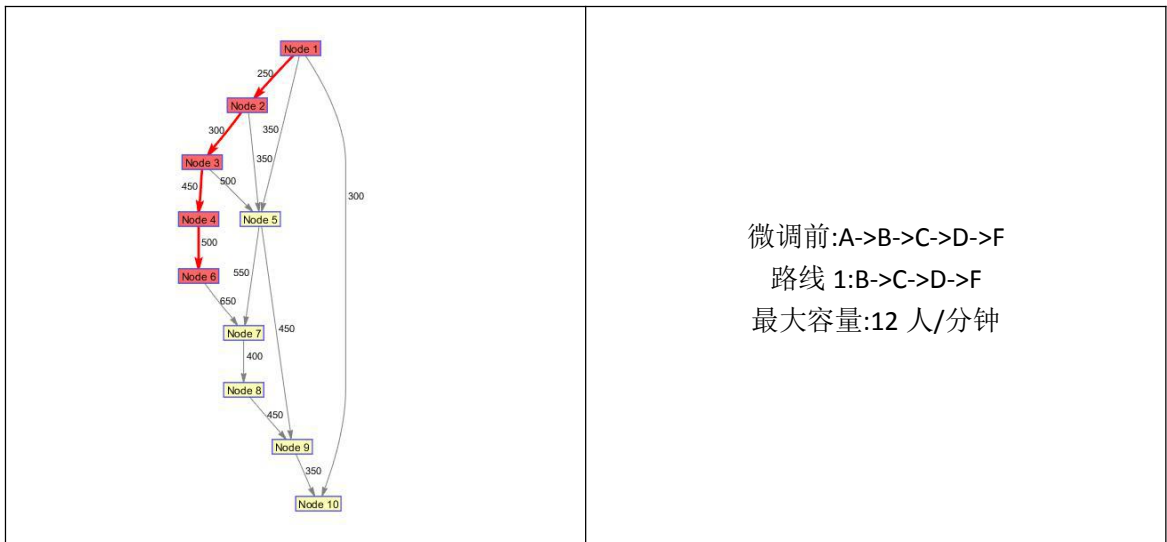 Node 1
250
Node 2
300
350
350
Node 3
450
500
300
Node 4
Node 5
500
Node 6
550
650
450
Node 7
400
Node 8
450
Node 9
350
Node 10
微调前:A->B->C->D->F
路线 1:B->C->D->F
最大容量:12 人/分钟